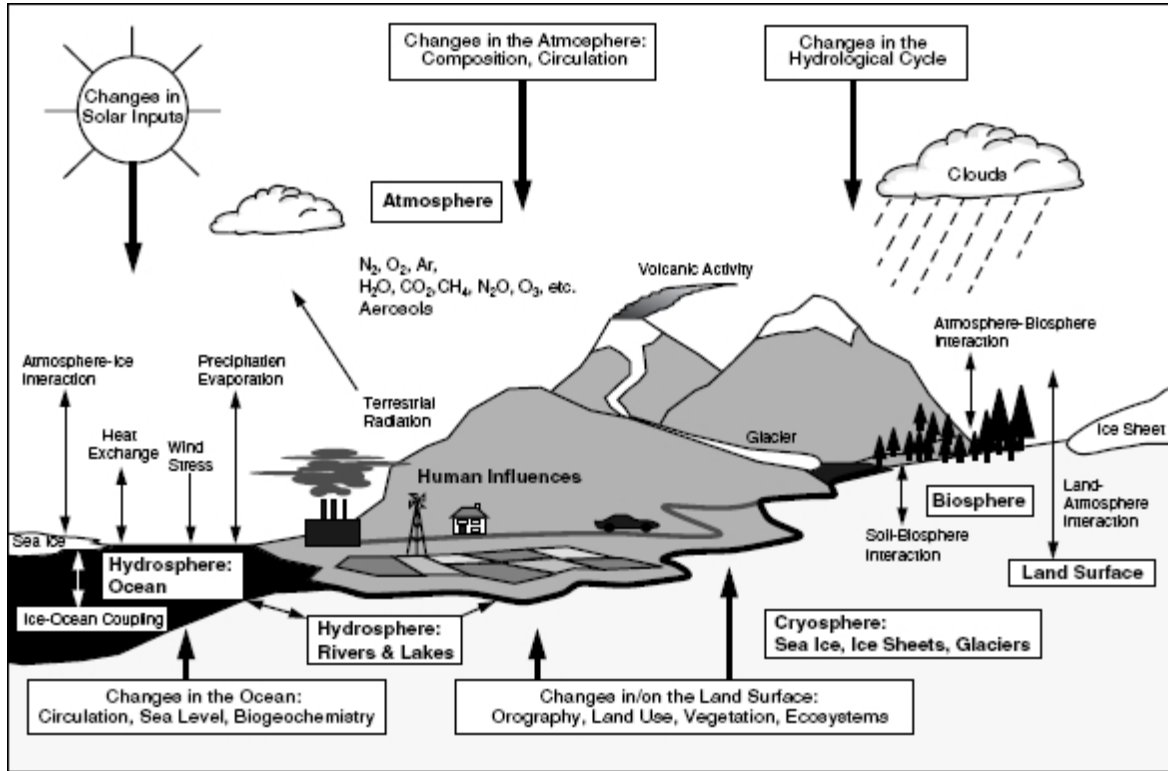 Changes in the Atmosphere:
Composition, Circulation
Changes in the
Hydrological Cycle
Changes in
Solar Inputs
Clouds
Atmosphere
N₂, O₂, Ar,
H₂O, CO₂, CH₄, N₂O, O₃, etc.
Aerosols
Volcanic Activity
Atmosphere-Biosphere
Interaction
Atmosphere-Ice
Interaction
Precipitation
Evaporation
Terrestrial
Radiation
Heat
Exchange
Wind
Stress
Glacier
Ice Sheet
Human Influences
Biosphere
Land-
Atmosphere
Interaction
Soil-Biosphere
Interaction
Sea Ice
Hydrosphere:
Ocean
Land Surface
Ice-Ocean Coupling
Hydrosphere:
Rivers & Lakes
Cryosphere:
Sea Ice, Ice Sheets, Glaciers
Changes in the Ocean:
Circulation, Sea Level, Biogeochemistry
Changes in/on the Land Surface:
Orography, Land Use, Vegetation, Ecosystems